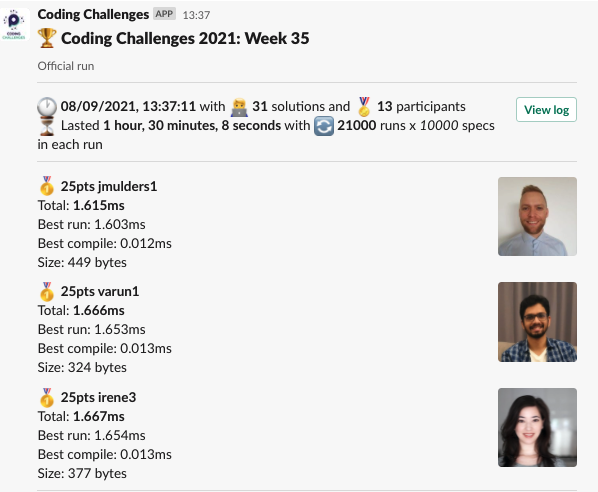 Coding Challenges APP 13:37
Coding Challenges 2021: Week 35
Official run
08/09/2021, 13:37:11 with 31 solutions and 13 participants
View log
Lasted 1 hour, 30 minutes, 8 seconds with 21000 runs x 10000 specs
in each run
25pts jmulders1
Total: 1.615ms
Best run: 1.603ms
Best compile: 0.012ms
Size: 449 bytes
25pts varun1
Total: 1.666ms
Best run: 1.653ms
Best compile: 0.013ms
Size: 324 bytes
25pts irene3
Total: 1.667ms
Best run: 1.654ms
Best compile: 0.013ms
Size: 377 bytes